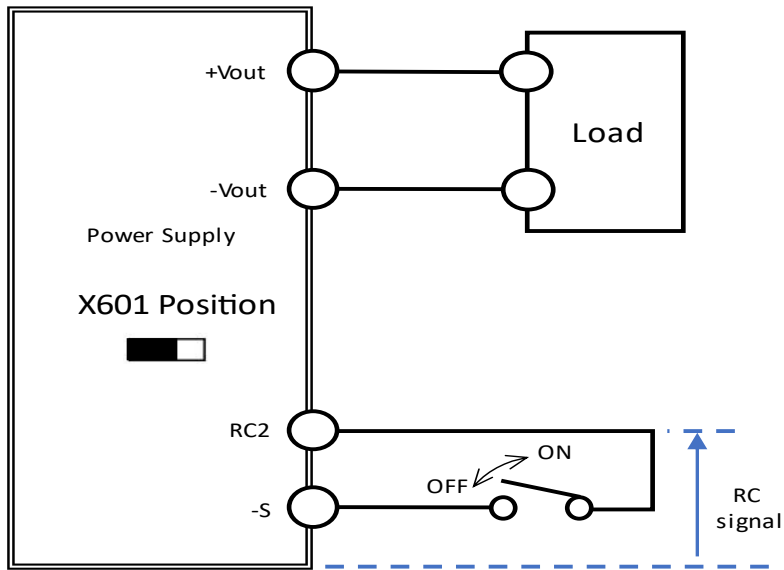 +Vout
Load
-Vout
Power Supply
X601 Position
RC2
ON
OFF
RC
signal
-S